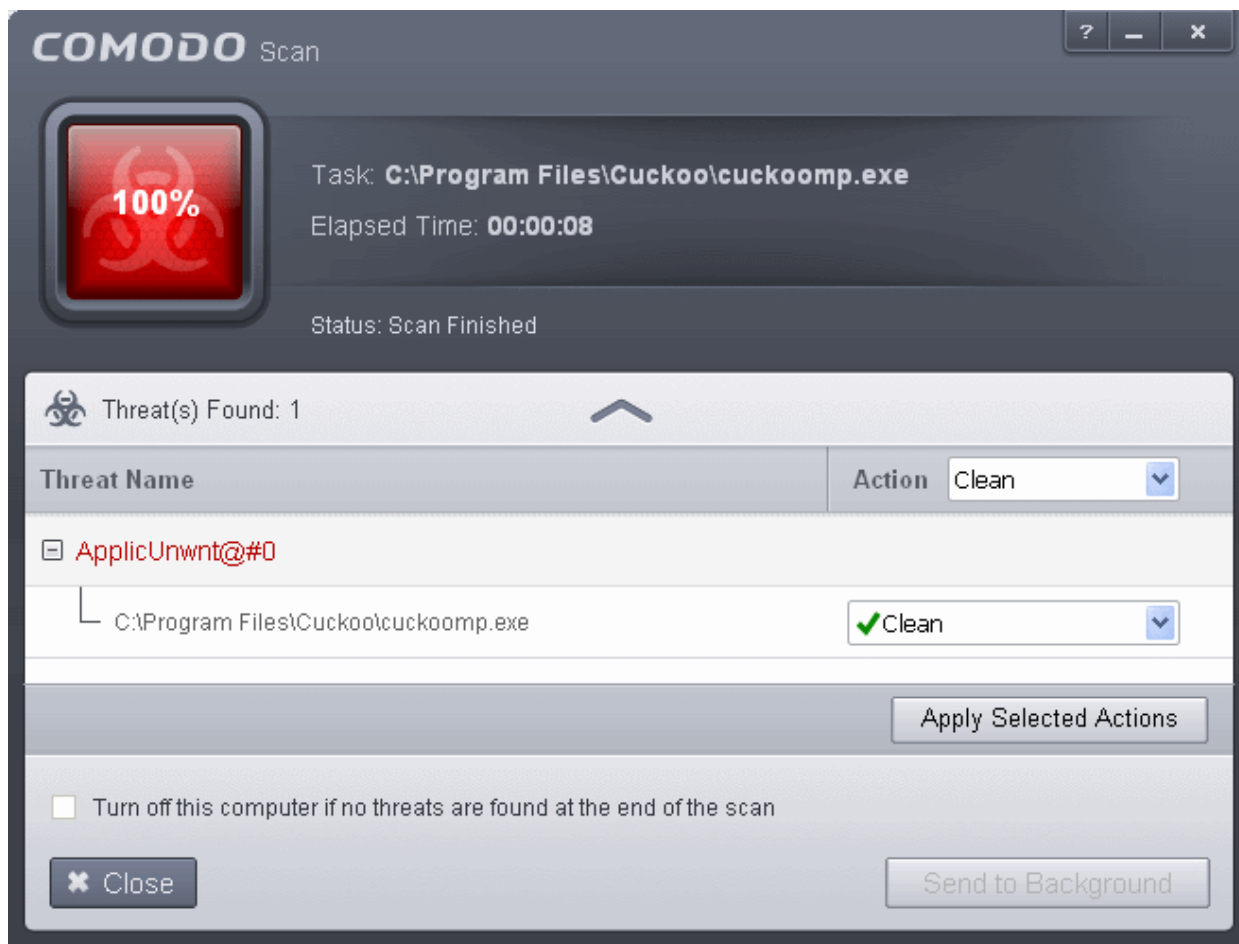 COMODO Scan
? – ×
100%
Task: C:\Program Files\Cuckoo\cuckoomp.exe
Elapsed Time: 00:00:08
Status: Scan Finished
Threat(s) Found: 1
Threat Name
Action Clean
ApplicUnwnt@#0
C:\Program Files\Cuckoo\cuckoomp.exe
Clean
Apply Selected Actions
Turn off this computer if no threats are found at the end of the scan
Close
Send to Background